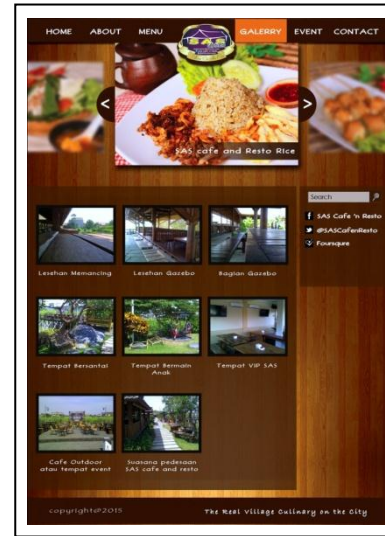 HOME ABOUT MENU GALERRY EVENT CONTACT
SAS
< >
SAS cafe and Resto Rice
Search
SAS Cafe 'n Resto
@SASCafenResto
Foursqure
Lesehan Memancing Lesehan Gazebo Bagian Gazebo
Tempat Bersantai Tempat Bermain Tempat VIP SAS
Anak
Cafe Outdoor Suasana pedesaan
atau tempat event SAS cafe and resto
copyright@2015 The Real Village Culinary on the City